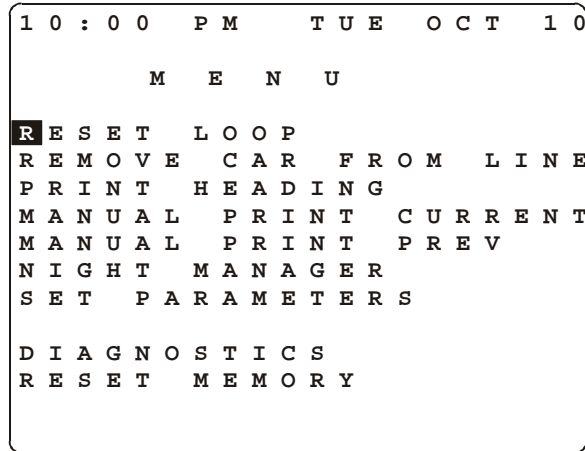 10:00 PM TUE OCT 10
MENU
RESET LOOP
REMOVE CAR FROM LINE
PRINT HEADING
MANUAL PRINT CURRENT
MANUAL PRINT PREV
NIGHT MANAGER
SET PARAMETERS
DIAGNOSTICS
RESET MEMORY